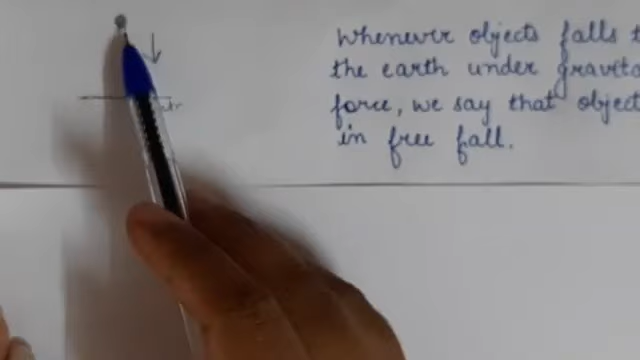 Whenever objects falls
the earth under
force, we say that
in free fall.